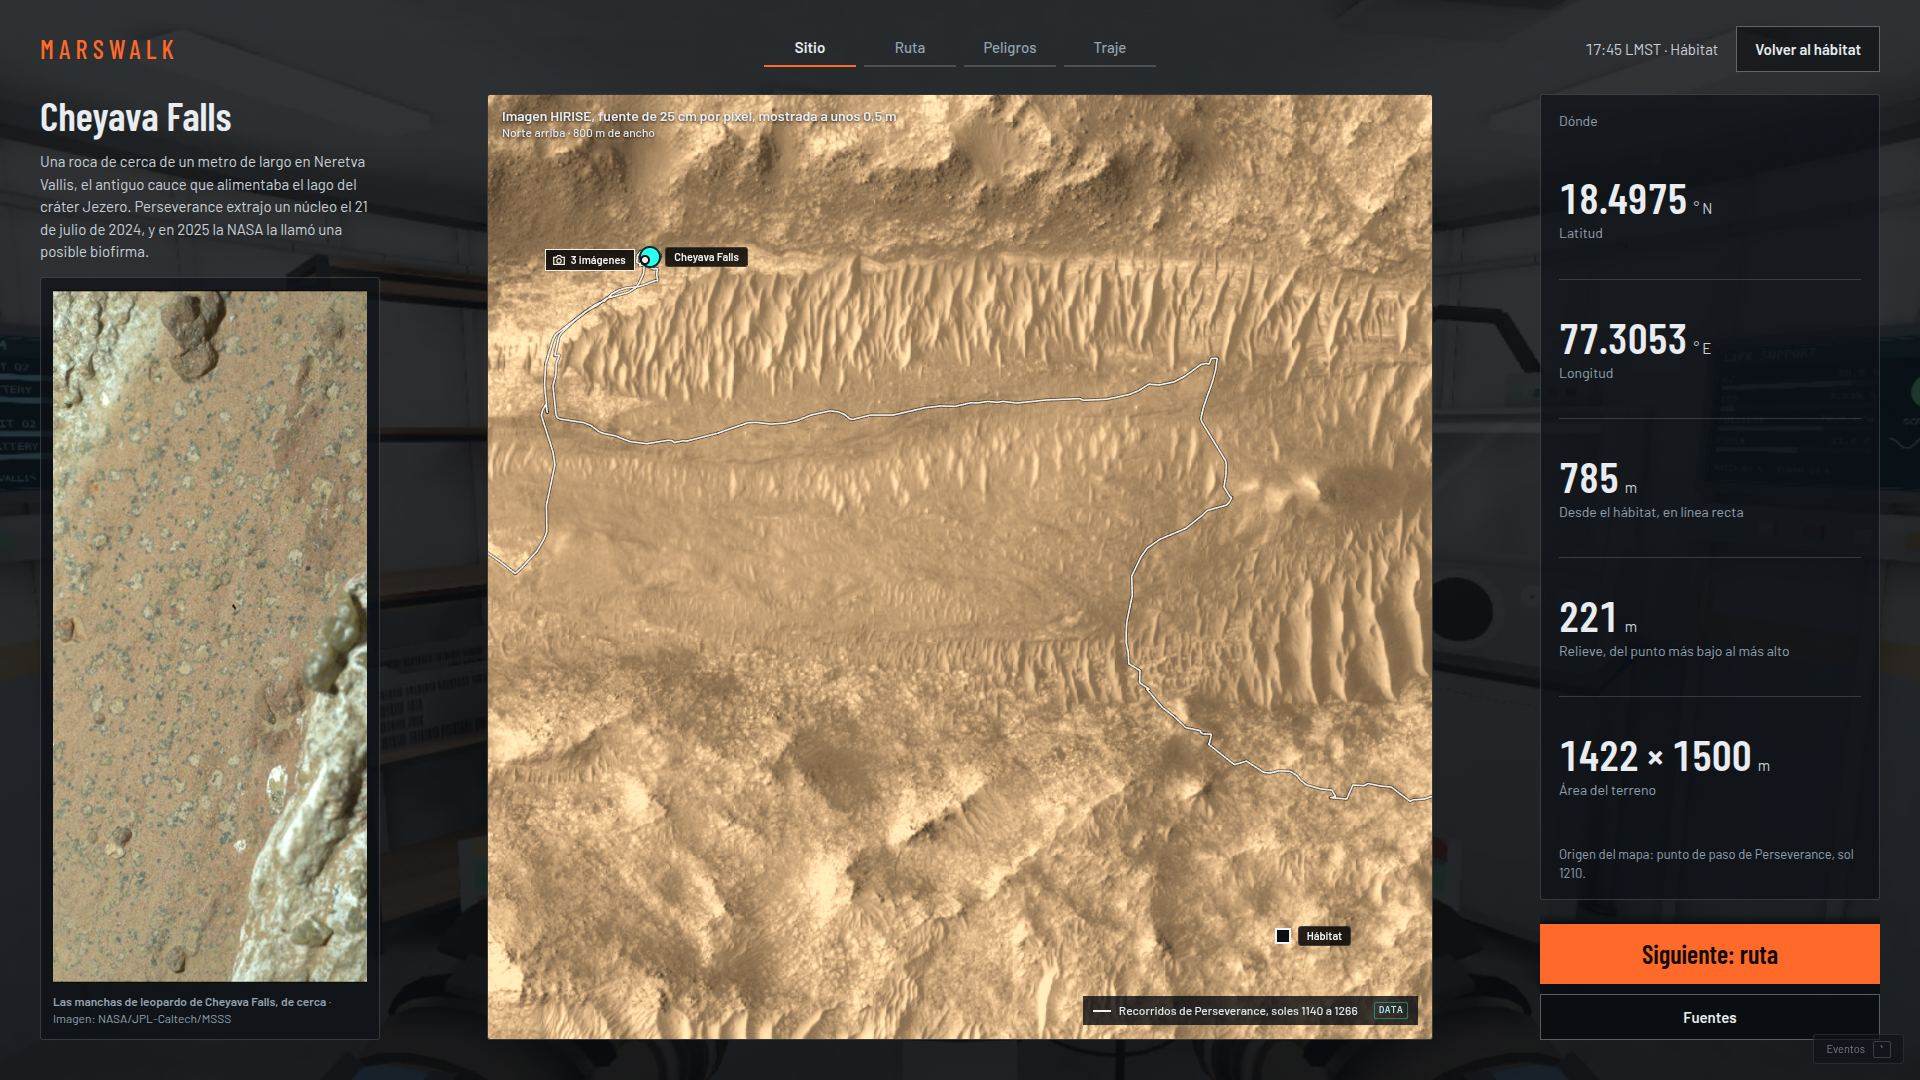 MARSWALK
Sitio
Ruta
Peligros
Traje
17:45 LMST · Hábitat
Volver al hábitat
Cheyava Falls
Una roca de cerca de un metro de largo en Neretva
Vallis, el antiguo cauce que alimentaba el lago del
cráter Jezero. Perseverance extrajo un núcleo el 21
de julio de 2024, y en 2025 la NASA la llamó una
posible biofirma.
Las manchas de leopardo de Cheyava Falls, de cerca ·
Imagen: NASA/JPL-Caltech/MSSS
Imagen HIRISE, fuente de 25 cm por píxel, mostrada a unos 0,5 m
Norte arriba · 800 m de ancho
3 imágenes
Cheyava Falls
Hábitat
Recorridos de Perseverance, soles 1140 a 1266
DATA
Dónde
18.4975 ° N
Latitud
77.3053 ° E
Longitud
785 m
Desde el hábitat, en línea recta
221 m
Relieve, del punto más bajo al más alto
1422 × 1500 m
Área del terreno
Origen del mapa: punto de paso de Perseverance, sol
1210.
Siguiente: ruta
Fuentes
Eventos